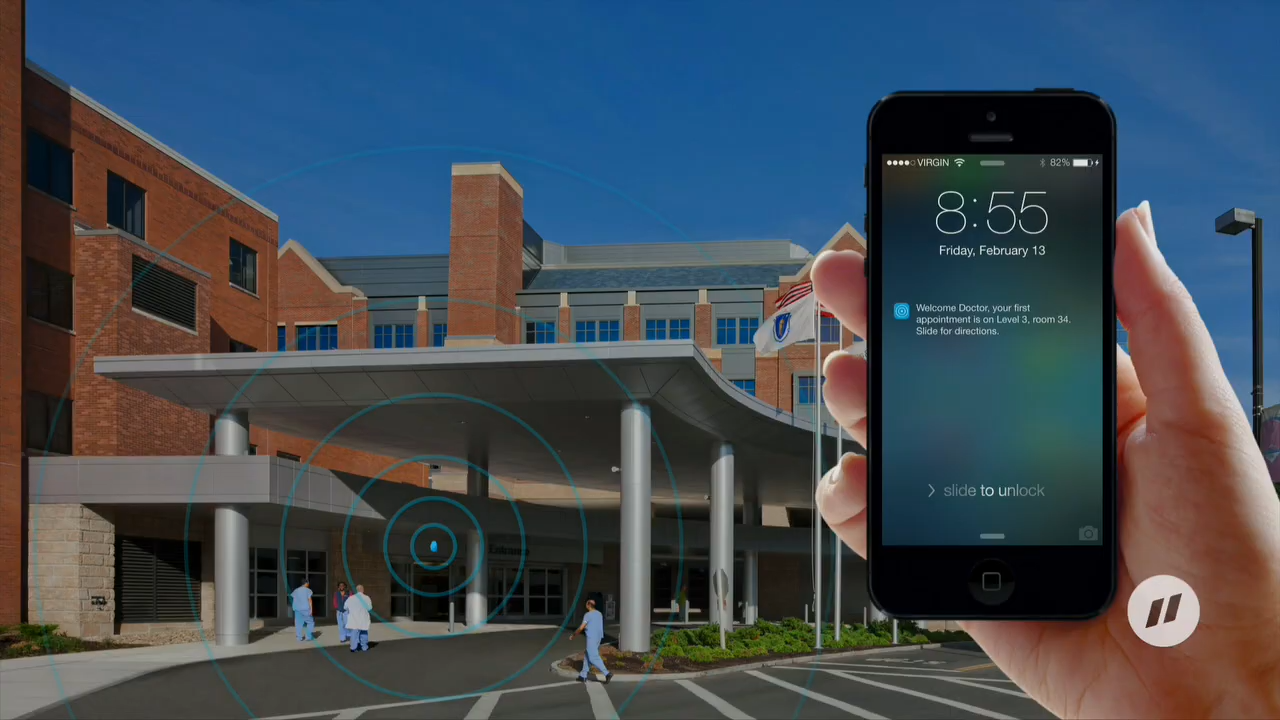 VIRGIN
82%
8:55
Friday, February 13
Welcome Doctor, your first
appointment is on Level 3, room 34.
Slide for directions.
slide to unlock
Entrance